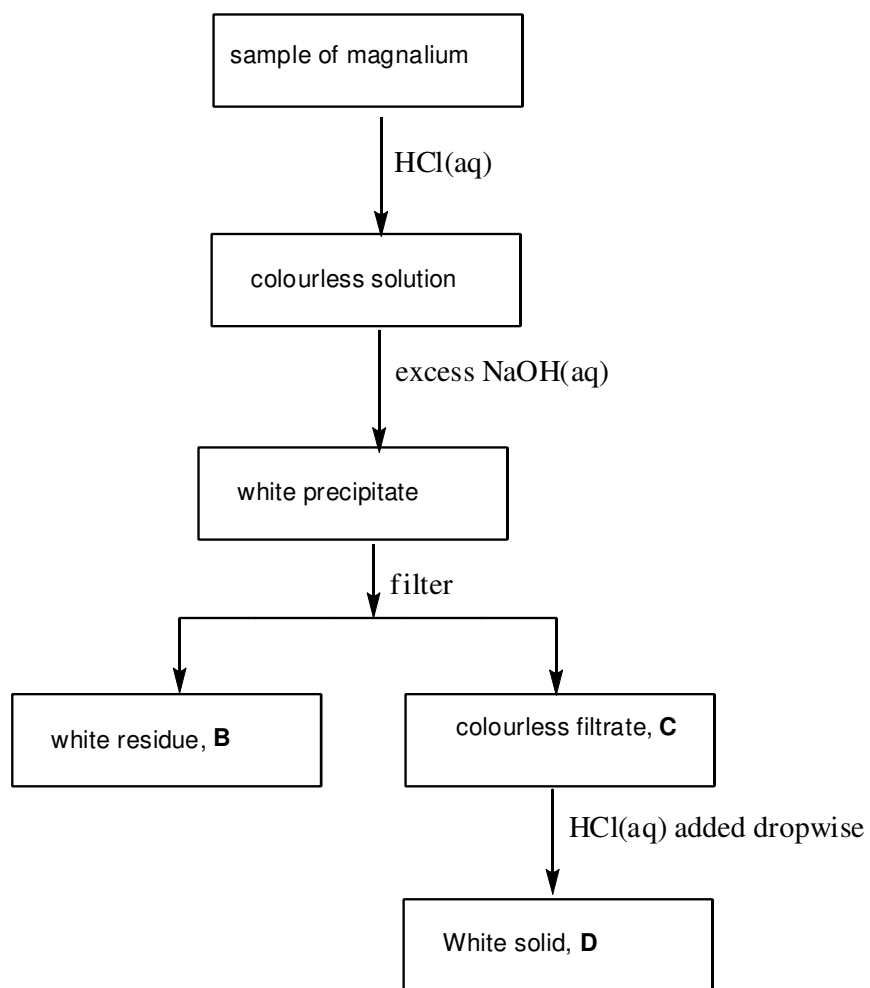 sample of magnalium
HCl(aq)
colourless solution
excess NaOH(aq)
white precipitate
filter
white residue, B
colourless filtrate, C
HCl(aq) added dropwise
White solid, D